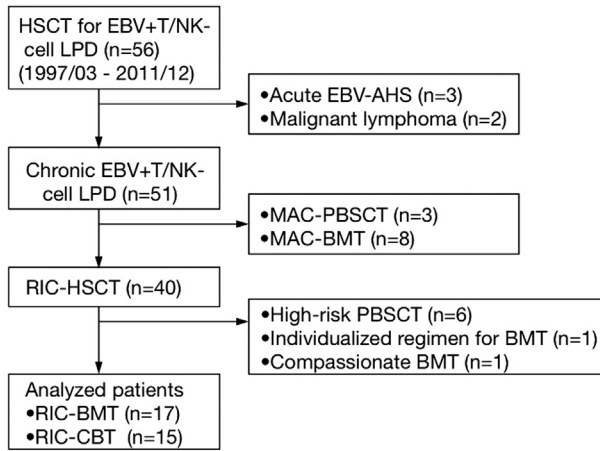 HSCT for EBV+T/NK-
cell LPD (n=56)
(1997/03 - 2011/12)
•Acute EBV-AHS (n=3)
•Malignant lymphoma (n=2)
Chronic EBV+T/NK-
cell LPD (n=51)
•MAC-PBSCT (n=3)
•MAC-BMT (n=8)
RIC-HSCT (n=40)
•High-risk PBSCT (n=6)
•Individualized regimen for BMT (n=1)
•Compassionate BMT (n=1)
Analyzed patients
•RIC-BMT (n=17)
•RIC-CBT (n=15)